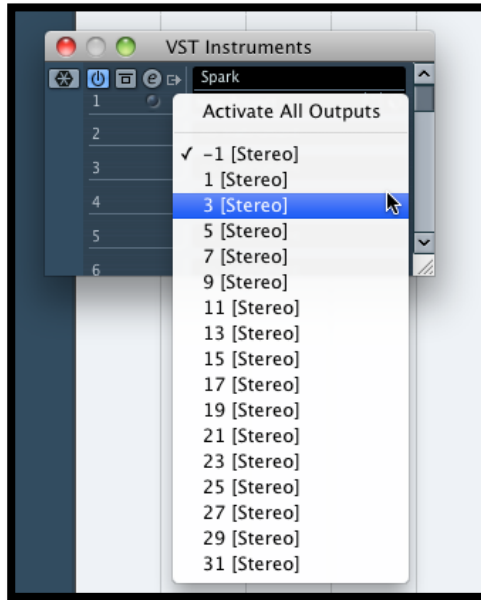 VST Instruments
e Spark
1
Activate All Outputs
2
✓ -1 [Stereo]
3
1 [Stereo]
3 [Stereo]
4
5 [Stereo]
5
7 [Stereo]
6
9 [Stereo]
11 [Stereo]
13 [Stereo]
15 [Stereo]
17 [Stereo]
19 [Stereo]
21 [Stereo]
23 [Stereo]
25 [Stereo]
27 [Stereo]
29 [Stereo]
31 [Stereo]